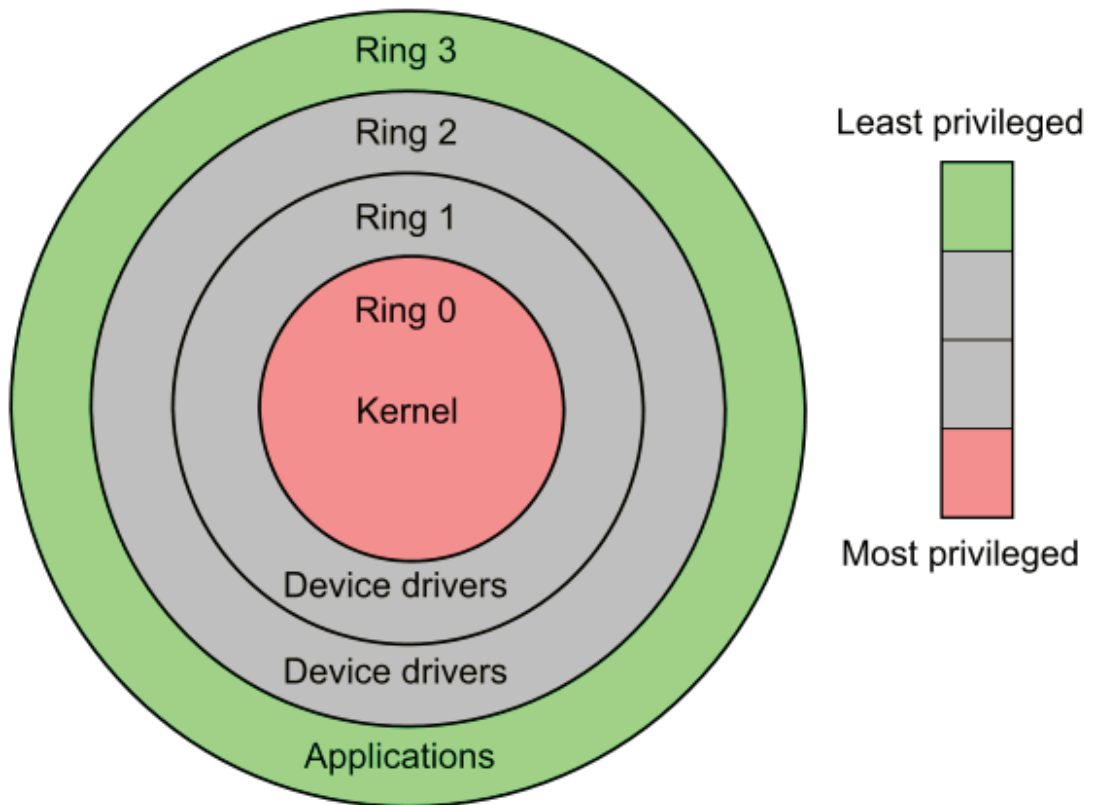 Ring 3
Ring 2
Ring 1
Ring 0
Kernel
Device drivers
Device drivers
Applications
Least privileged
Most privileged